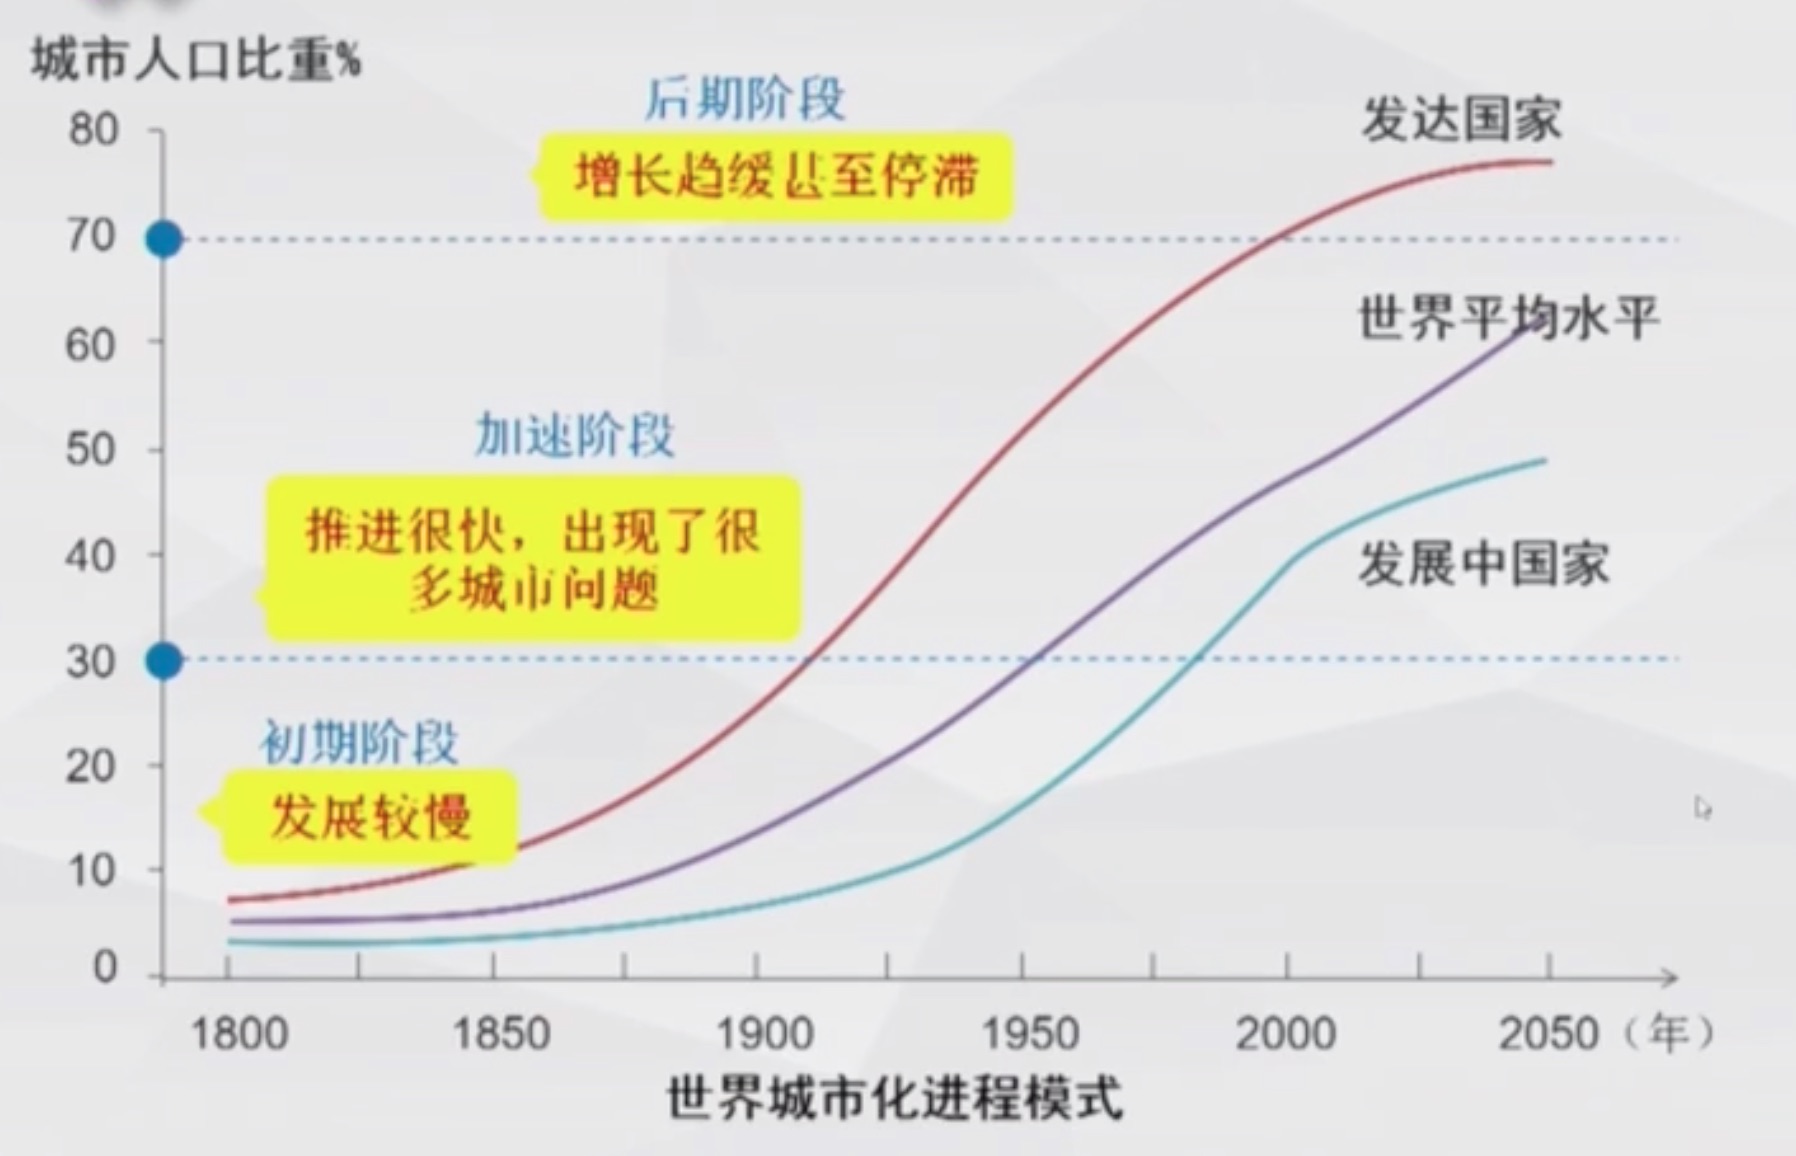 城市人口比重%
80
后期阶段
发达国家
增长趋缓甚至停滞
70
世界平均水平
60
加速阶段
50
推进很快，出现了很
多城市问题
40
发展中国家
30
初期阶段
20
发展较慢
10
0
1800 1850 1900 1950 2000 2050（年）
世界城市化进程模式